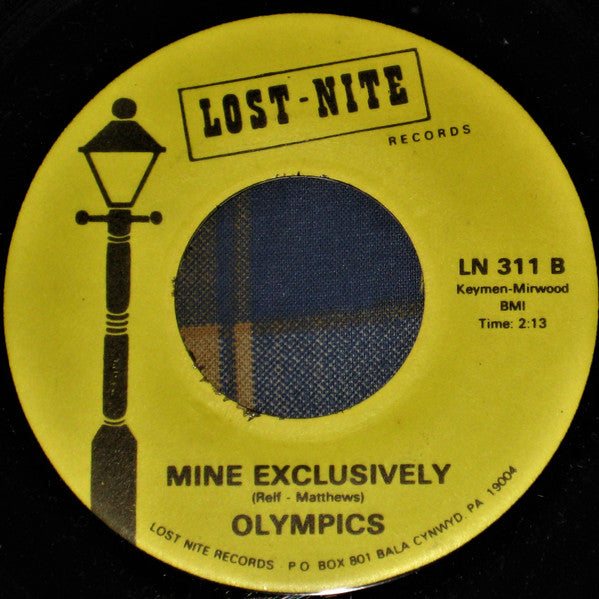 LOST-NITE
RECORDS
LN 311 B
Keymen-Mirwood
BMI
Time: 2:13
MINE EXCLUSIVELY
(Relf - Matthews)
OLYMPICS
LOST NITE RECORDS · P O BOX 801 BALA CYNWYD. PA 19004